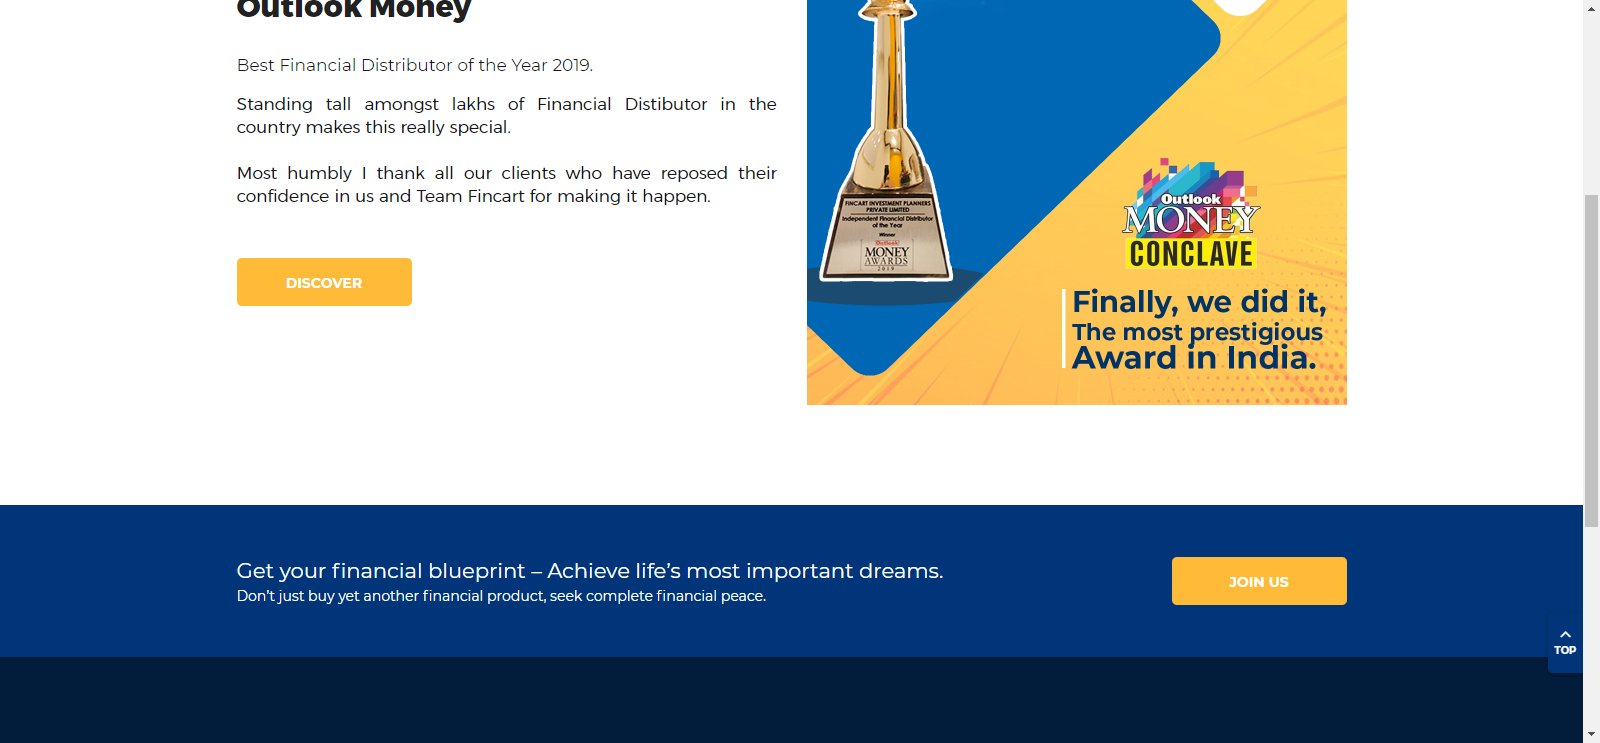 Outlook Money
Best Financial Distributor of the Year 2019.
Standing tall amongst lakhs of Financial Distibutor in the
country makes this really special.
Most humbly I thank all our clients who have reposed their
confidence in us and Team Fincart for making it happen.
DISCOVER
FINCART INVESTMENT PLANNERS
PRIVATE LIMITED
Independent Financial Distributor
of the Year
Winner
Outlook
MONEY
AWARDS
2019
Outlook
MONEY
CONCLAVE
Finally, we did it,
The most prestigious
Award in India.
Get your financial blueprint – Achieve life’s most important dreams.
Don’t just buy yet another financial product, seek complete financial peace.
JOIN US
TOP